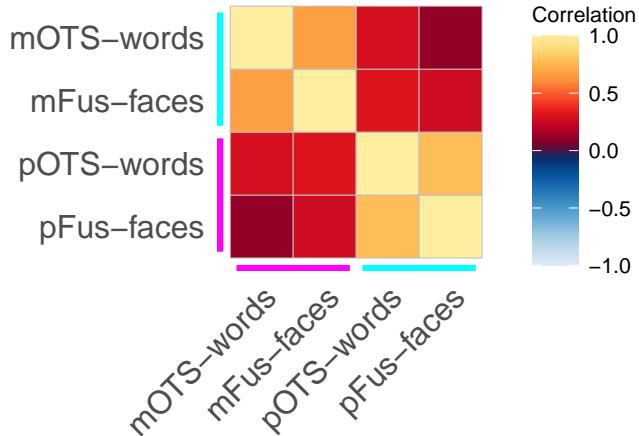 Correlation
mOTS−words
mFus−faces
pOTS−words
pFus−faces
1.0
0.5
0.0
−0.5
−1.0
mOTS−words
mFus−faces
pOTS−words
pFus−faces